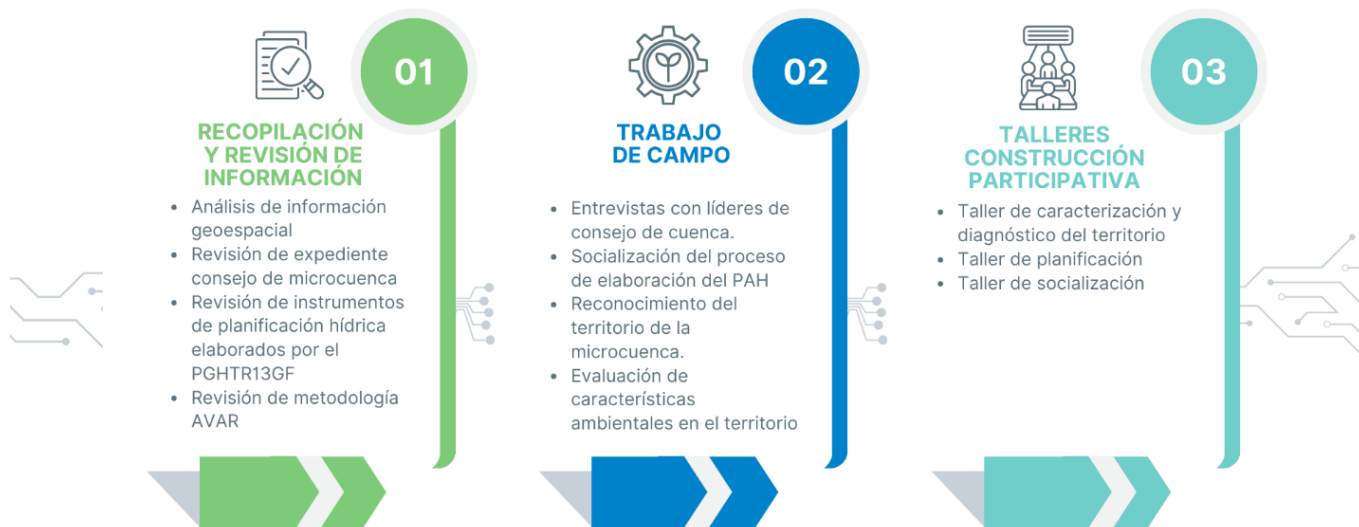 01
RECOPILACIÓN
Y REVISIÓN DE
INFORMACIÓN
• Análisis de información
geoespacial
• Revisión de expediente
consejo de microcuenca
• Revisión de instrumentos
de planificación hídrica
elaborados por el
PGHTR13GF
• Revisión de metodología
AVAR
02
TRABAJO
DE CAMPO
• Entrevistas con líderes de
consejo de cuenca.
• Socialización del proceso
de elaboración del PAH
• Reconocimiento del
territorio de la
microcuenca.
• Evaluación de
características
ambientales en el territorio
03
TALLERES
CONSTRUCCIÓN
PARTICIPATIVA
• Taller de caracterización y
diagnóstico del territorio
• Taller de planificación
• Taller de socialización